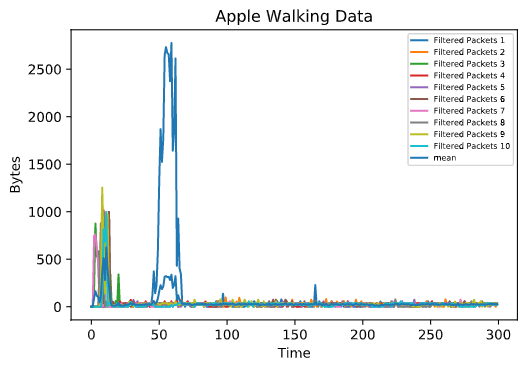 Apple Walking Data
Bytes
2500
2000
1500
1000
500
0
0 50 100 150 200 250 300
Time
Filtered Packets 1
Filtered Packets 2
Filtered Packets 3
Filtered Packets 4
Filtered Packets 5
Filtered Packets 6
Filtered Packets 7
Filtered Packets 8
Filtered Packets 9
Filtered Packets 10
mean